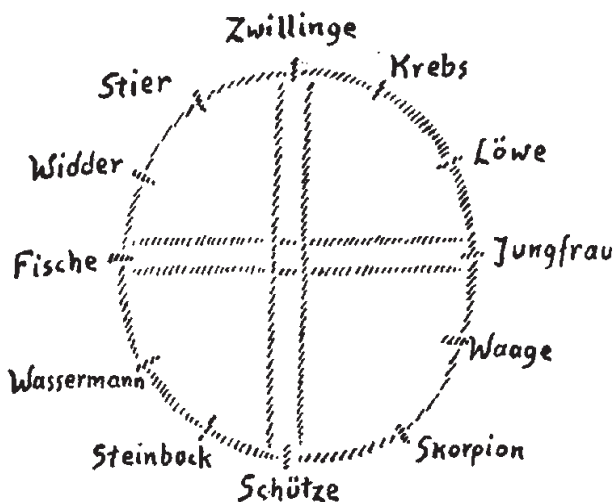 Zwillinge
Krebs
Stier
Löwe
Widder
Jungfrau
Fische
Waage
Wassermann
Skorpion
Steinbock
Schütze